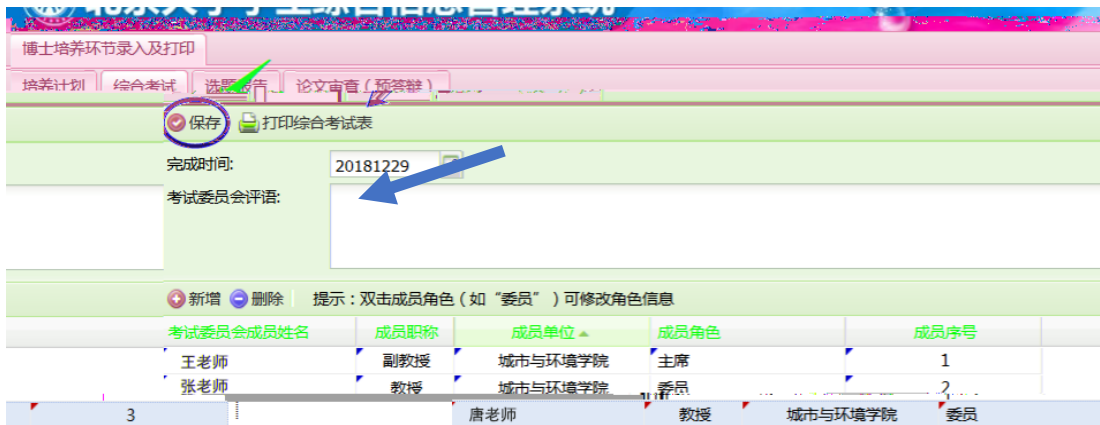 博士培养环节录入及打印
培养计划 综合考试 选题报告 论文审查（预答辩）
保存 打印综合考试表
完成时间: 20181229
考试委员会评语:
新增 删除 提示：双击成员角色（如“委员”）可修改角色信息
考试委员会成员姓名 成员职称 成员单位 成员角色 成员序号
王老师 副教授 城市与环境学院 主席 1
张老师 教授 城市与环境学院 委员 2
3 唐老师 教授 城市与环境学院 委员